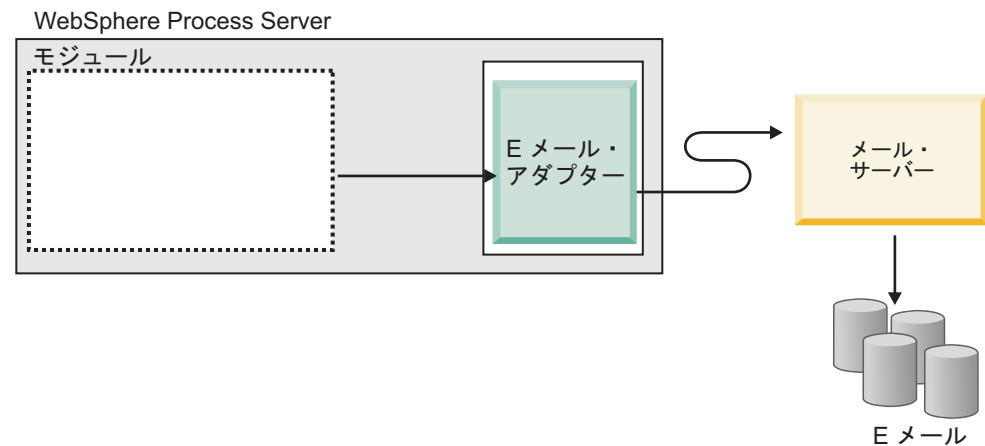 WebSphere Process Server
モジュール
E メール・
アダプター
メール・
サーバー
E メール